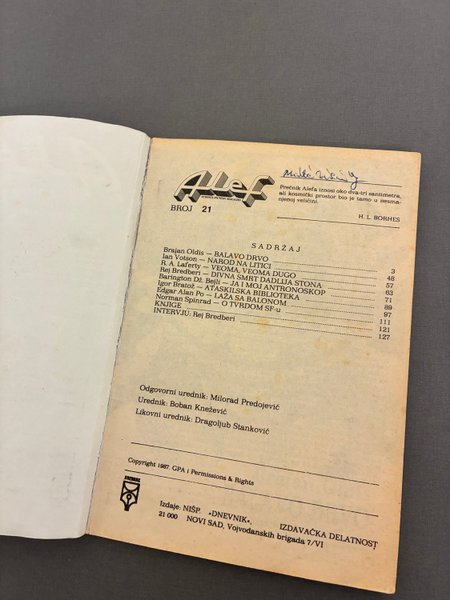 Alef
BROJ 21
Prečnik Alefa iznosi oko dva-tri santimetra,
ali kosmički prostor bio je tamo u nesma-
njenoj veličini.
H. L. BORHES
SADRŽAJ
Brajan Oldis — BALAVO DRVO 3
Ian Votson — NAROD NA LITICI 48
R. A. Laferty — VEOMA, VEOMA DUGO 57
Rej Bredberi — DIVNA SMRT DADLIJA STONA 63
Barington Dž. Bejli — JA I MOJ ANTRONOSKOP 71
Igor Bratož — ATASKILSKA BIBLIOTEKA 89
Edgar Alan Po — LAŽA SA BALONOM 97
Norman Spinrad — O TVRDOM SF-u 111
KNJIGE 121
INTERVJU: Rej Bredberi 127
Odgovorni urednik: Milorad Predojević
Urednik: Boban Knežević
Likovni urednik: Dragoljub Stanković
Copyright 1987. GPA i Permissions & Rights
Izdaje: NIŠP. »DNEVNIK«, IZDAVAČKA DELATNOST
21 000 NOVI SAD, Vojvođanskih brigada 7/VI